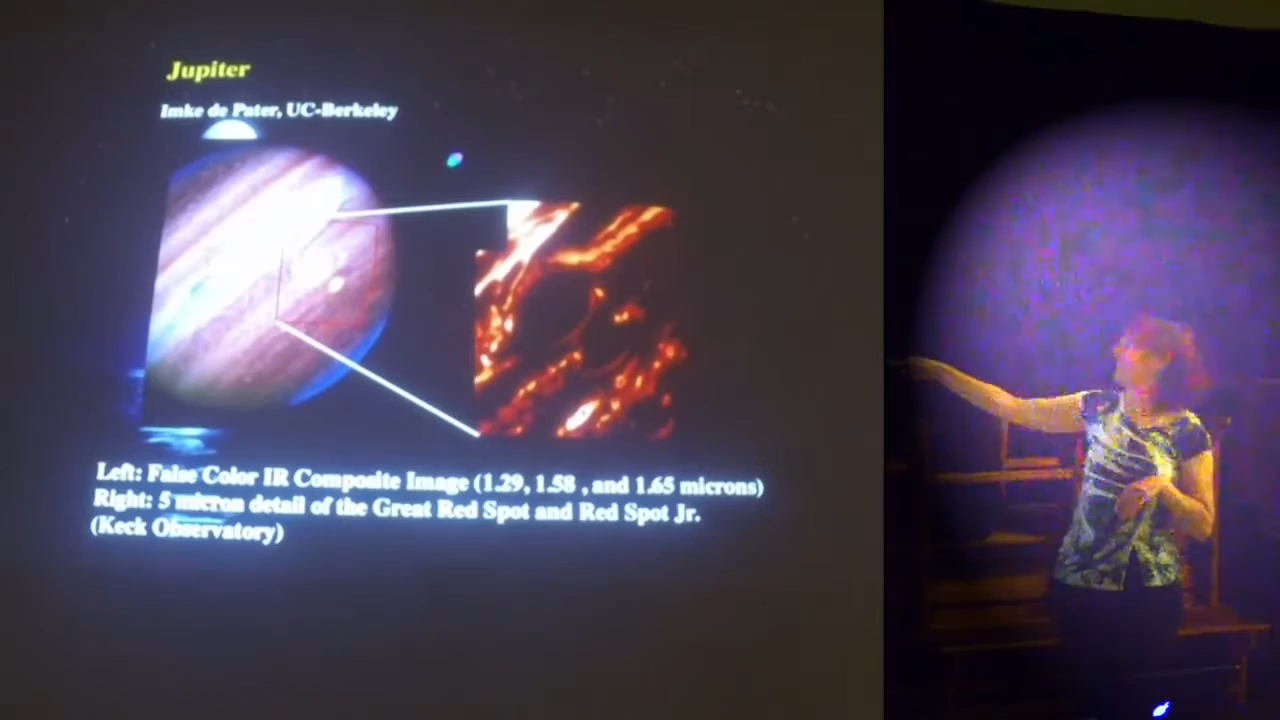 Jupiter
Imke de Pater, UC-Berkeley
Left: False Color IR Composite Image (1.29, 1.58 , and 1.65 microns)
Right: 5 micron detail of the Great Red Spot and Red Spot Jr.
(Keck Observatory)